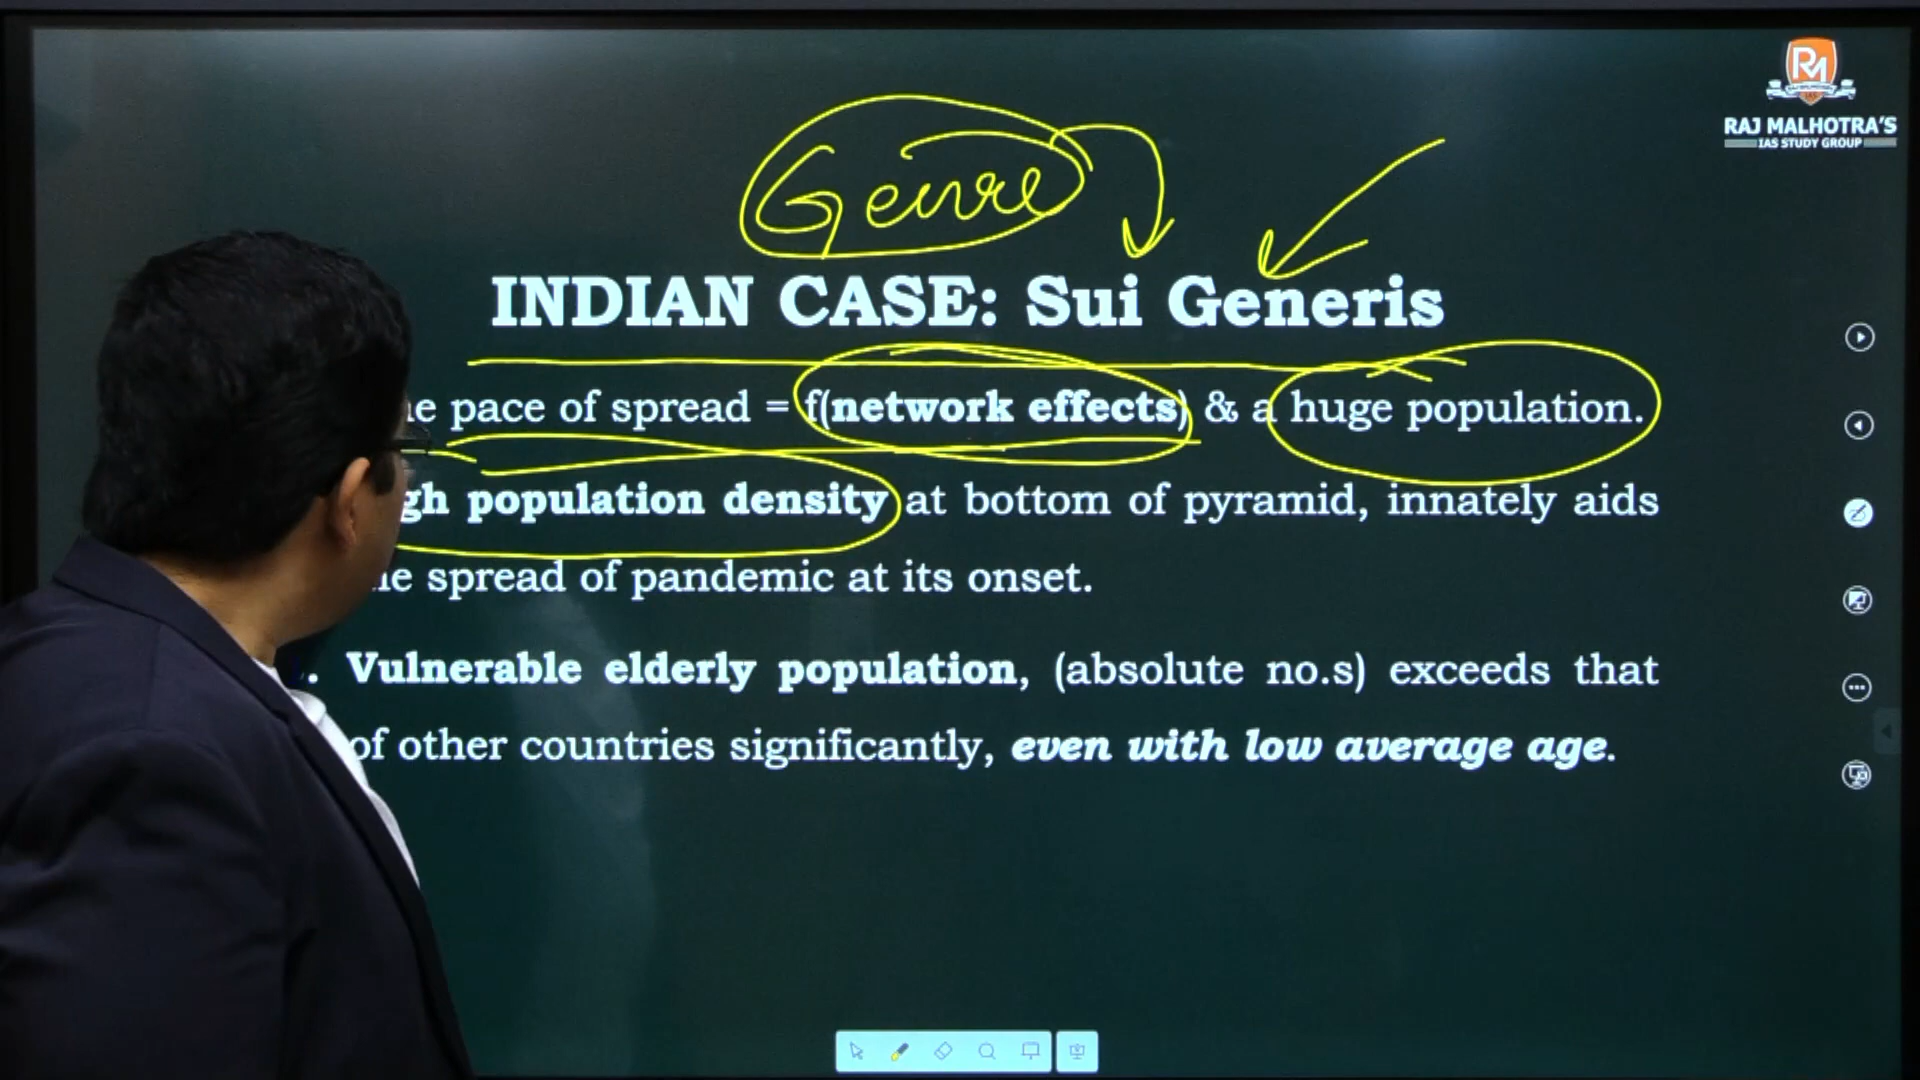 RAJ MALHOTRA'S
IAS STUDY GROUP
Genre
INDIAN CASE: Sui Generis
pace of spread = f(network effects) & a huge population.
population density at bottom of pyramid, innately aids
spread of pandemic at its onset.
. Vulnerable elderly population, (absolute no.s) exceeds that
of other countries significantly, even with low average age.